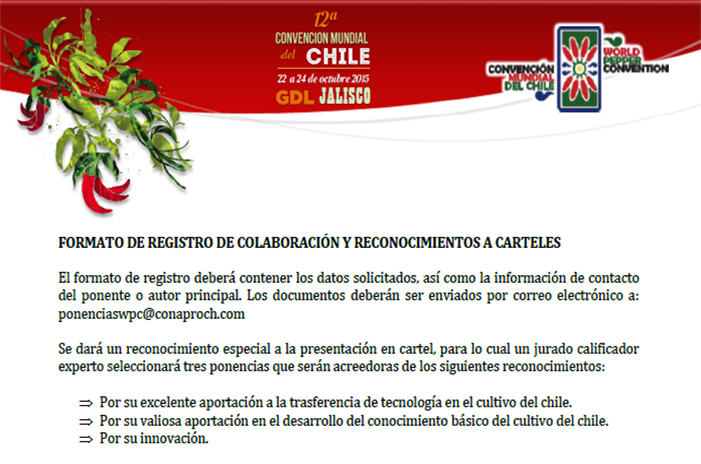 12a
CONVENCION MUNDIAL
del CHILE
22 a 24 de octubre 2015
GDL JALISCO
CONVENCIÓN
MUNDIAL
DEL CHILE
WORLD
PEPPER
CONVENTION
FORMATO DE REGISTRO DE COLABORACIÓN Y RECONOCIMIENTOS A CARTELES
El formato de registro deberá contener los datos solicitados, así como la información de contacto
del ponente o autor principal. Los documentos deberán ser enviados por correo electrónico a:
ponenciaswpc@conaproch.com
Se dará un reconocimiento especial a la presentación en cartel, para lo cual un jurado calificador
experto seleccionará tres ponencias que serán acreedoras de los siguientes reconocimientos:
⇒ Por su excelente aportación a la trasferencia de tecnología en el cultivo del chile.
⇒ Por su valiosa aportación en el desarrollo del conocimiento básico del cultivo del chile.
⇒ Por su innovación.